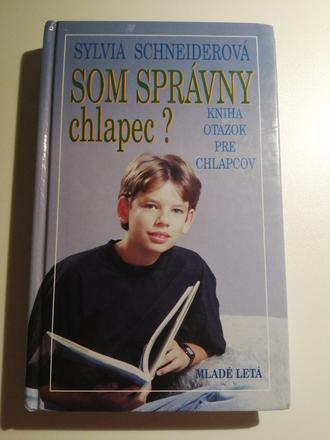 SYLVIA SCHNEIDEROVÁ
SOM SPRÁVNY
chlapec ?
KNIHA
OTÁZOK
PRE
CHLAPCOV
MLADÉ LETÁ